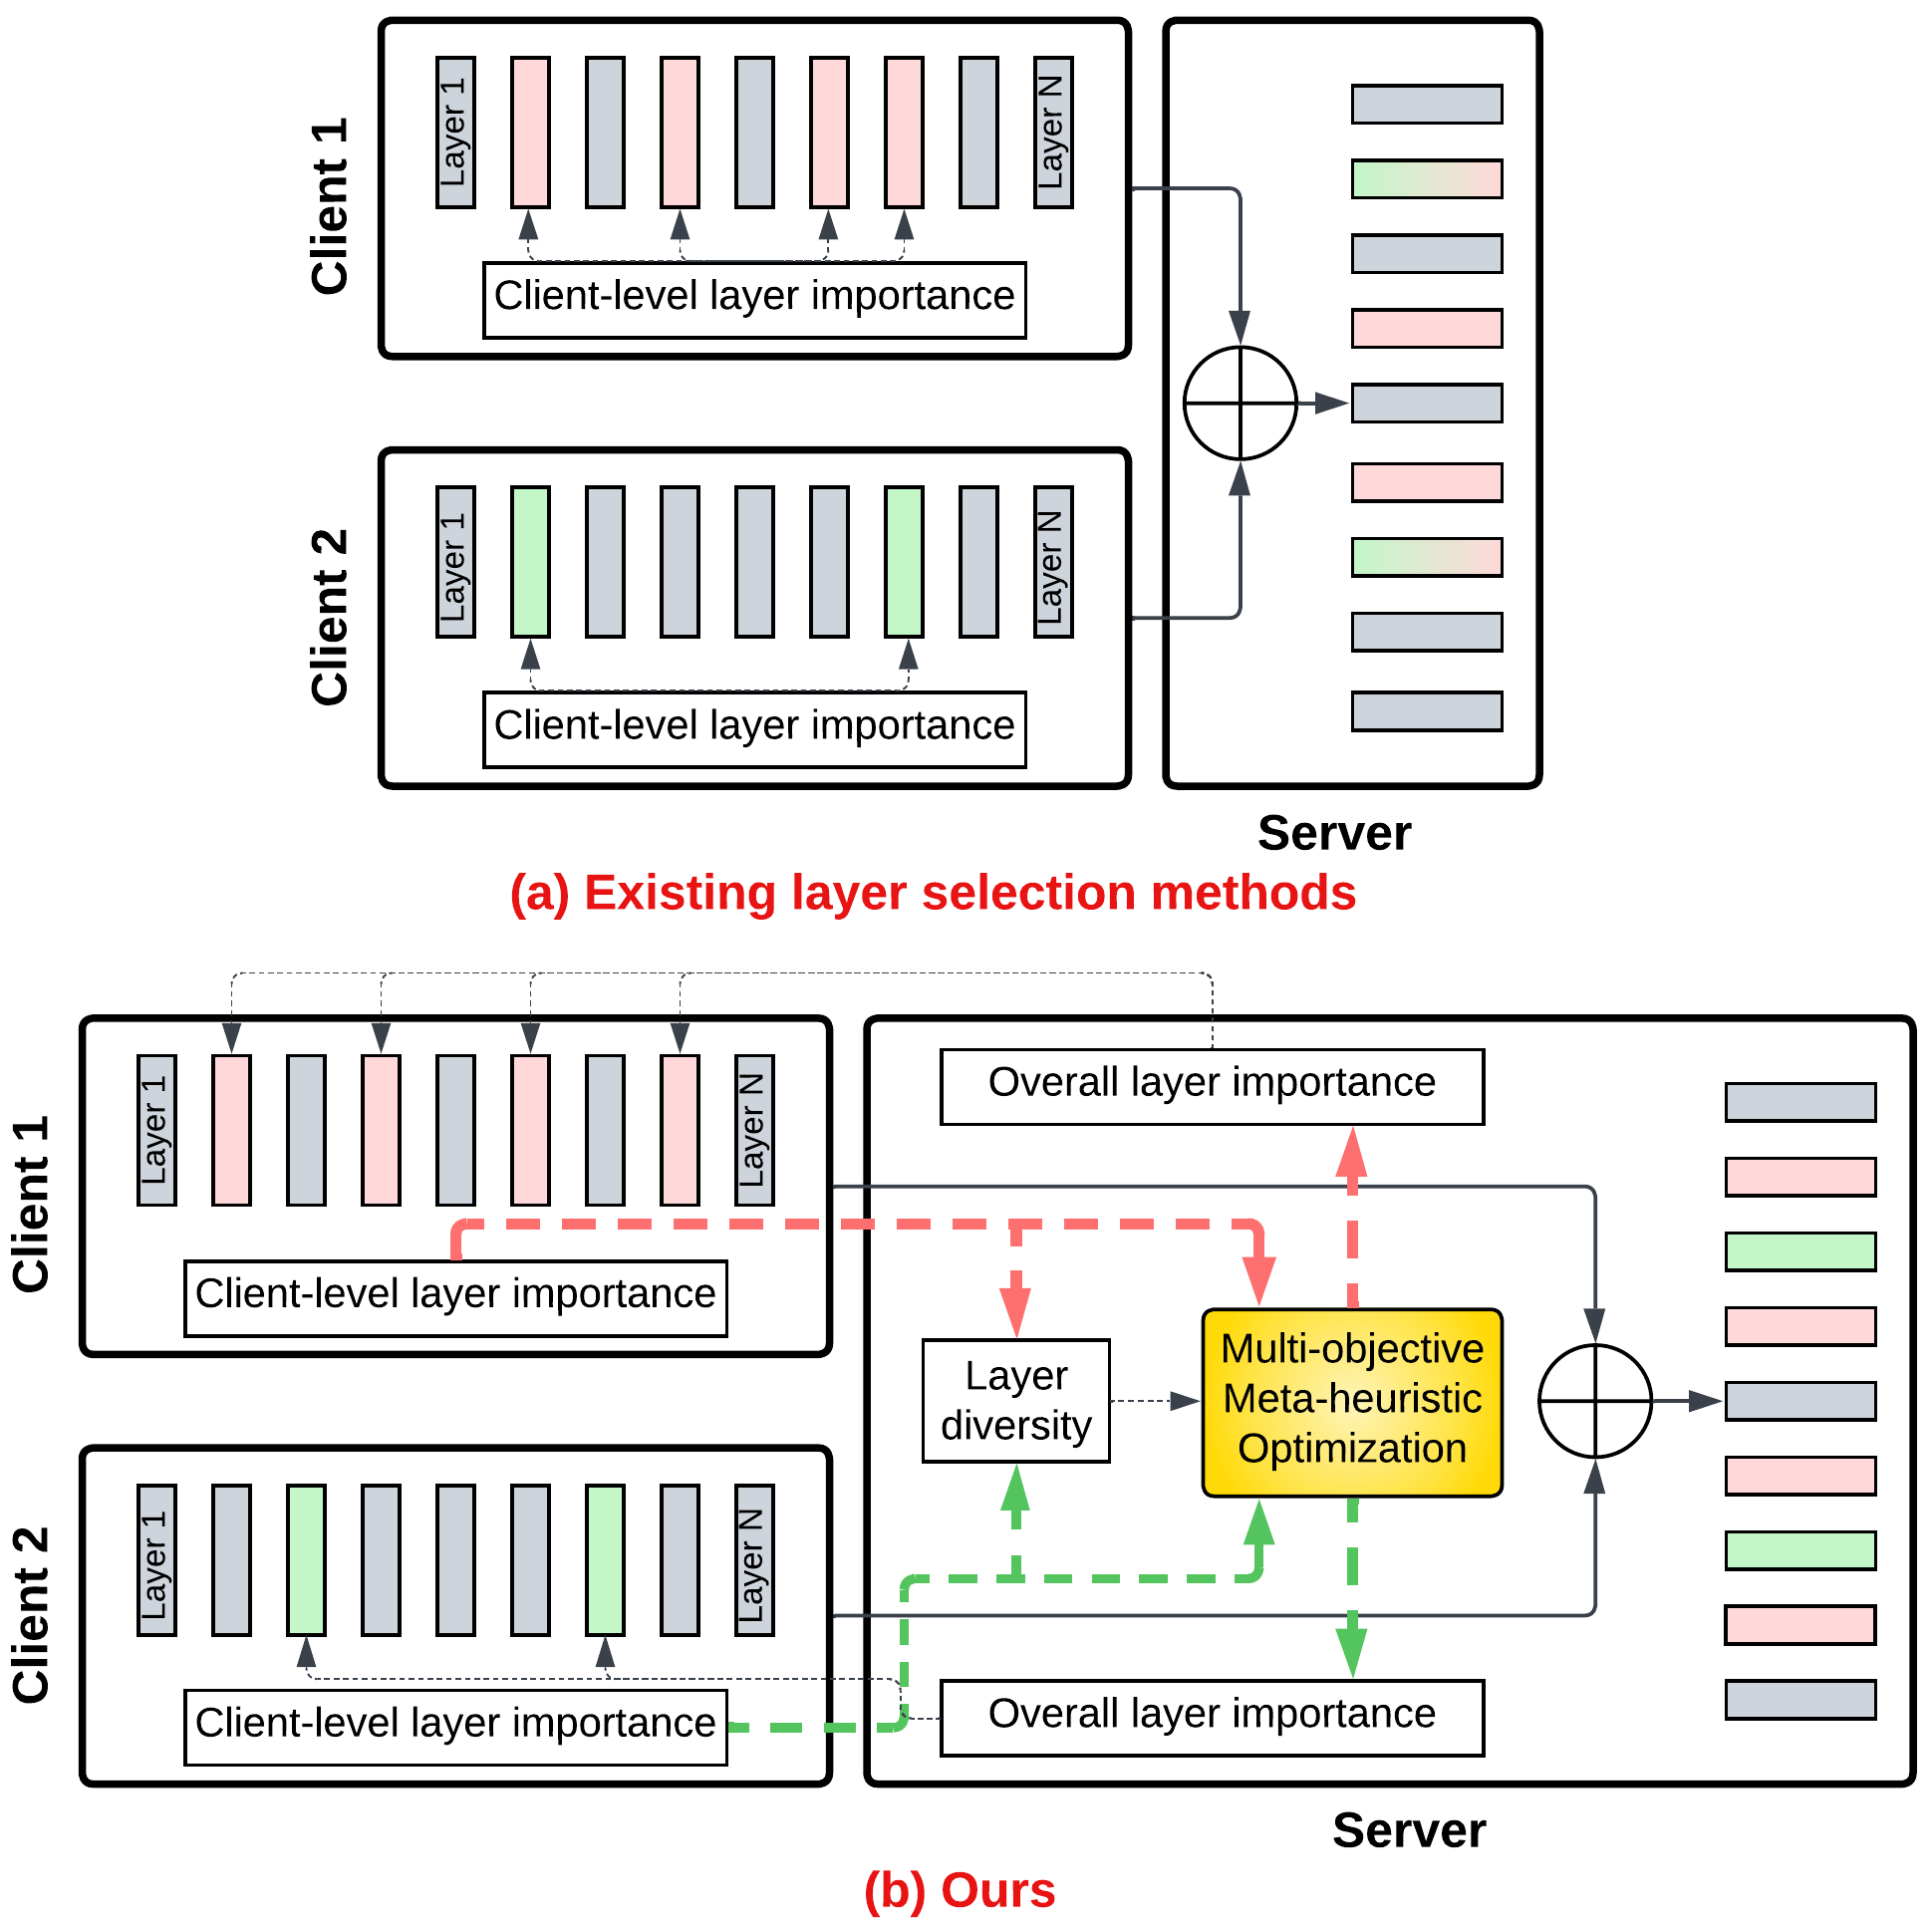 Client 1
Layer 1
Layer N
Client-level layer importance
Client 2
Layer 1
Layer N
Client-level layer importance
Server
(a) Existing layer selection methods
Client 1
Layer 1
Layer N
Client-level layer importance
Overall layer importance
Layer
diversity
Multi-objective
Meta-heuristic
Optimization
Client 2
Layer 1
Layer N
Client-level layer importance
Overall layer importance
Server
(b) Ours